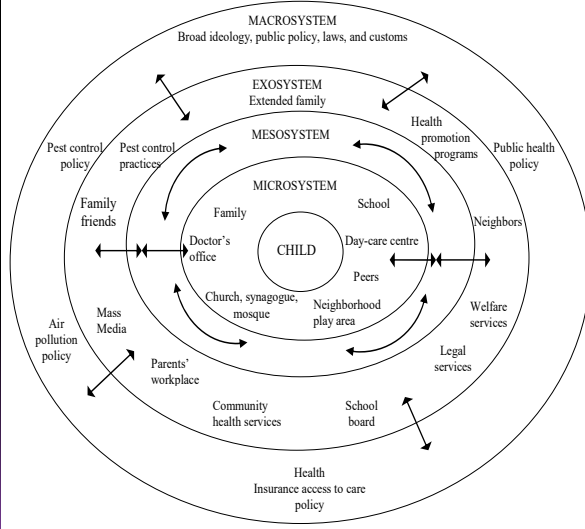 MACROSYSTEM
Broad ideology, public policy, laws, and customs
EXOSYSTEM
Extended family
Health
promotion
programs
MESOSYSTEM
Pest control
policy
Pest control
practices
Public health
policy
MICROSYSTEM
School
Family
Family
friends
Neighbors
Doctor's
office
CHILD
Day-care centre
Peers
Church, synagogue,
mosque
Neighborhood
play area
Mass
Media
Welfare
services
Air
pollution
policy
Parents'
workplace
Legal
services
Community
health services
School
board
Health
Insurance access to care
policy